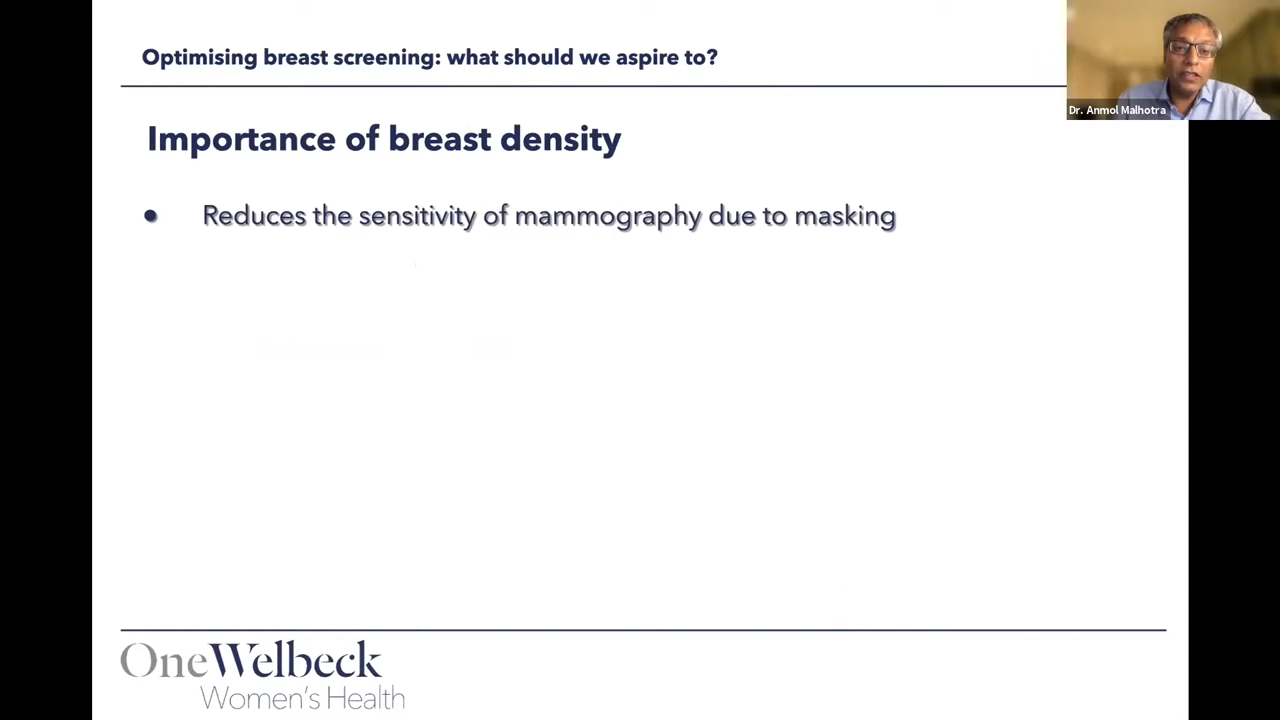 Optimising breast screening: what should we aspire to?
Dr. Anmol Malhotra
Importance of breast density
● Reduces the sensitivity of mammography due to masking
OneWelbeck
Women's Health